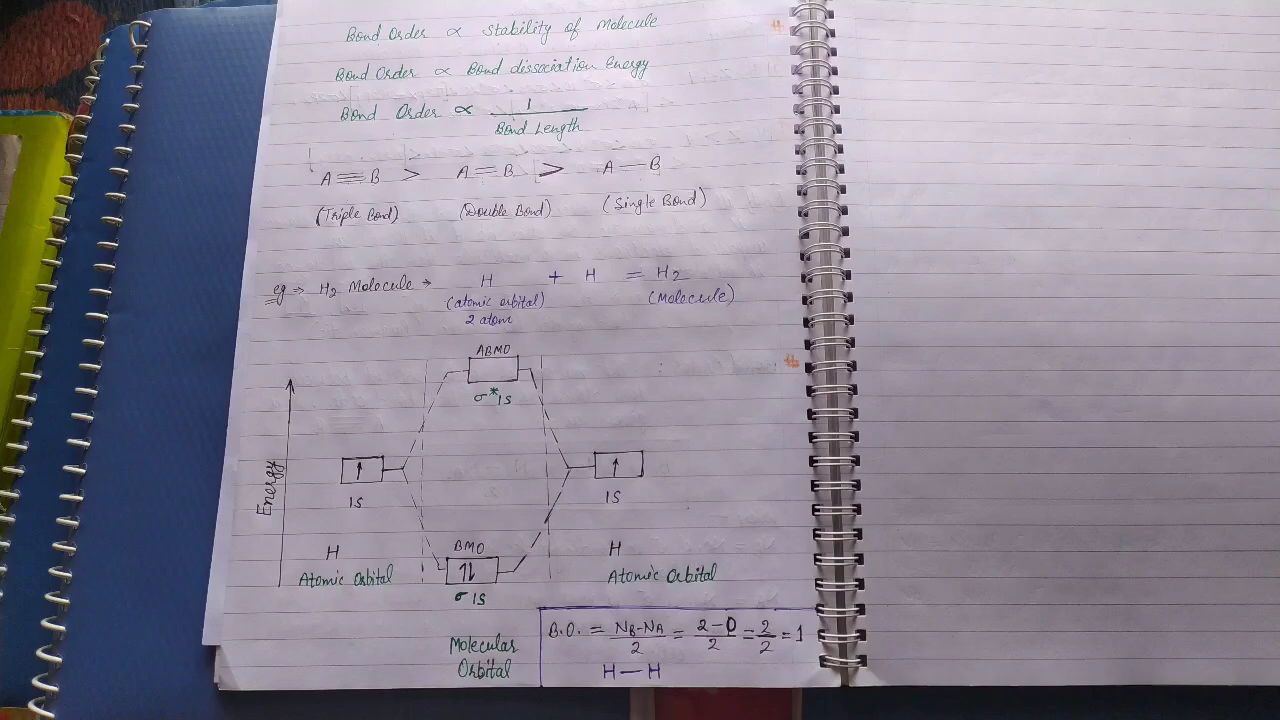 Bond Order ∝ Stability of Molecule
Bond Order ∝ Bond dissociation Energy
Bond Order ∝ 1 / Bond Length
A≡B > A=B > A—B
(Triple Bond) (Double Bond) (Single Bond)
eg ⇒ H₂ Molecule → H + H = H₂
(atomic orbital) (Molecule)
2 atom
ABMO
σ*1S
Energy
↑ ↑
1S 1S
H BMO H
Atomic Orbital ↑↓ Atomic Orbital
σ1S
Molecular
Orbital
B.O. = NB-NA/2 = 2-0/2 = 2/2 = 1
H—H